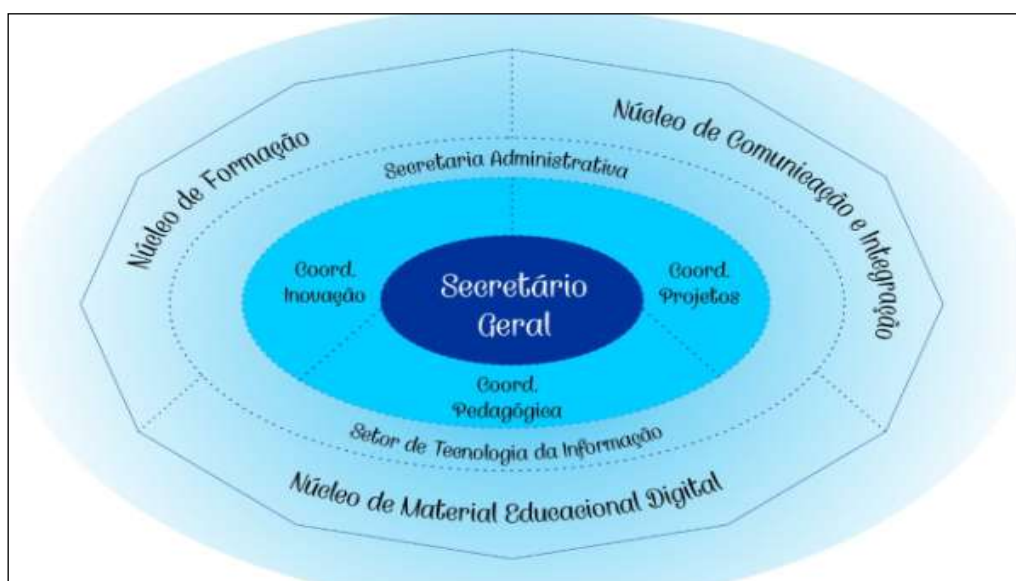 Núcleo de Formação
Núcleo de Comunicação e Integração
Secretaria Administrativa
Coord.
Inovação
Secretário
Geral
Coord.
Projetos
Coord.
Pedagógica
Setor de Tecnologia da Informação
Núcleo de Material Educacional Digital